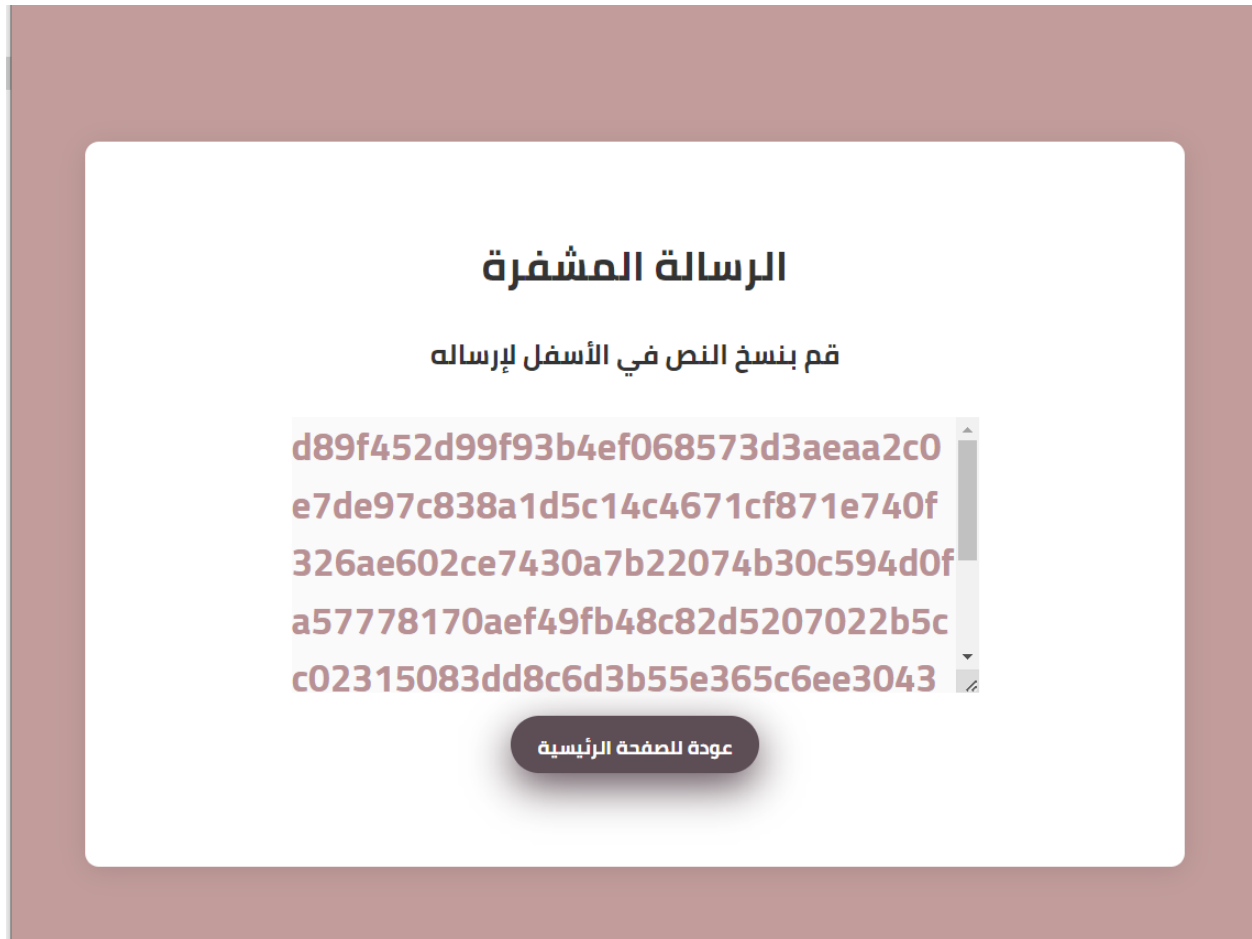 الرسالة المشفرة
قم بنسخ النص في الأسفل لإرساله
d89f452d99f93b4ef068573d3aeaa2c0
e7de97c838a1d5c14c4671cf871e740f
326ae602ce7430a7b22074b30c594d0f
a57778170aef49fb48c82d5207022b5c
c02315083dd8c6d3b55e365c6ee3043
عودة للصفحة الرئيسية